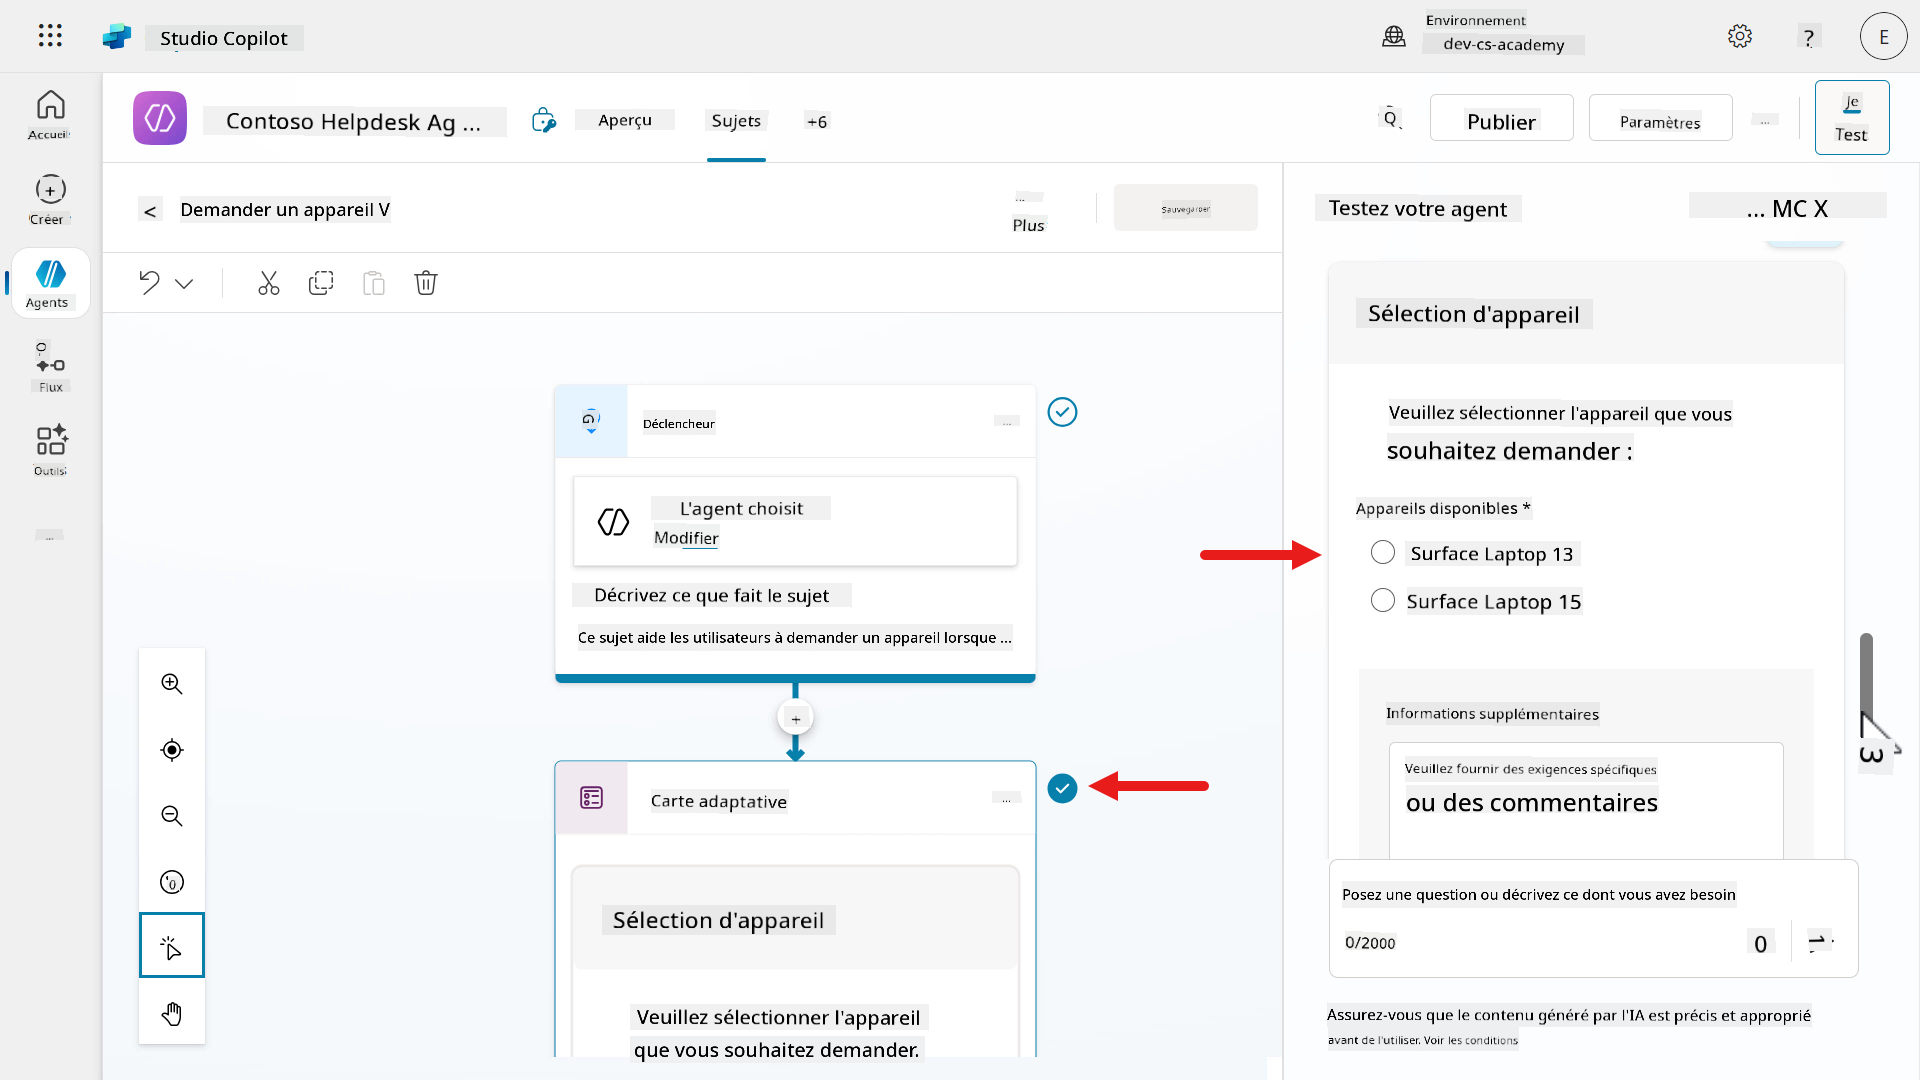 Studio Copilot
Environnement
dev-cs-academy
?
E
Accueil
Créer
Agents
Flux
Outils
Contoso Helpdesk Ag ...
Aperçu
Sujets
+6
Publier
Paramètres
...
Test
< Demander un appareil V
...
Plus
Sauvegarder
Déclencheur
...
L'agent choisit
Modifier
Décrivez ce que fait le sujet
Ce sujet aide les utilisateurs à demander un appareil lorsque ...
+
Carte adaptative
...
Sélection d'appareil
Veuillez sélectionner l'appareil
que vous souhaitez demander.
Testez votre agent
... MC X
Sélection d'appareil
Veuillez sélectionner l'appareil que vous
souhaitez demander :
Appareils disponibles *
Surface Laptop 13
Surface Laptop 15
Informations supplémentaires
Veuillez fournir des exigences spécifiques
ou des commentaires
Posez une question ou décrivez ce dont vous avez besoin
0/2000
0
Assurez-vous que le contenu généré par l'IA est précis et approprié
avant de l'utiliser. Voir les conditions